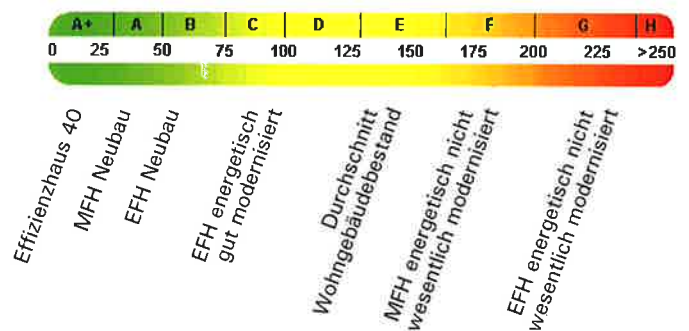 A+ A B C D E F G H
0 25 50 75 100 125 150 175 200 225 >250
Effizienzhaus 40
MFH Neubau
EFH Neubau
EFH energetisch
gut modernisiert
Durchschnitt
Wohngebäudebestand
MFH energetisch nicht
wesentlich modernisiert
EFH energetisch nicht
wesentlich modernisiert